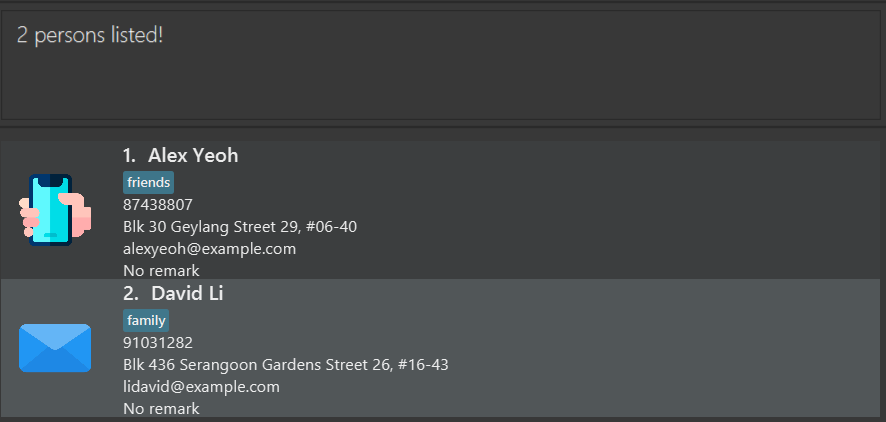 2 persons listed!
1. Alex Yeoh
friends
87438807
Blk 30 Geylang Street 29, #06-40
alexyeoh@example.com
No remark
2. David Li
family
91031282
Blk 436 Serangoon Gardens Street 26, #16-43
lidavid@example.com
No remark